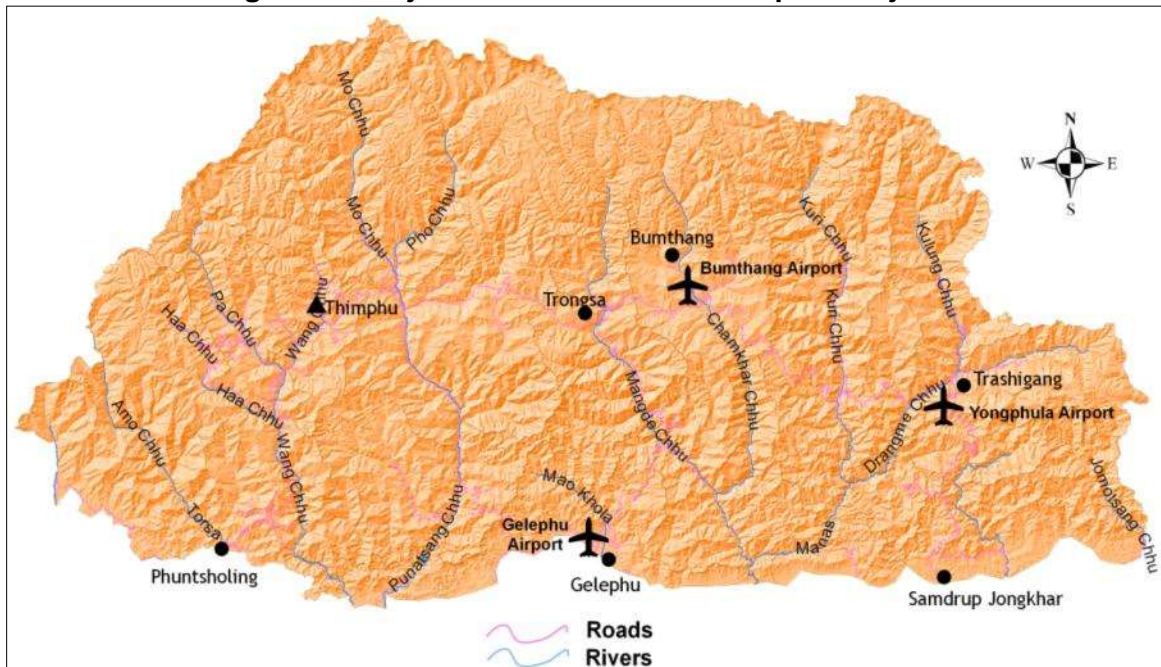 Mo Chhu
Mo Chhu
Pho Chhu
N
W
E
S
Kuri Chhu
Kulung Chhu
Bumthang
Bumthang Airport
Pa Chhu
Haa Chhu
Wang Chhu
Thimphu
Trongsa
Chamkhar Chhu
Kuri Chhu
Haa Chhu
Amo Chhu
Wang Chhu
Mangde Chhu
Drangme Chhu
Trashigang
Yongphula Airport
Jomotsang Chhu
Torsa
Punatsang Chhu
Mao Khola
Gelephu
Airport
Manas
Phuntsholing
Gelephu
Samdrup Jongkhar
Roads
Rivers